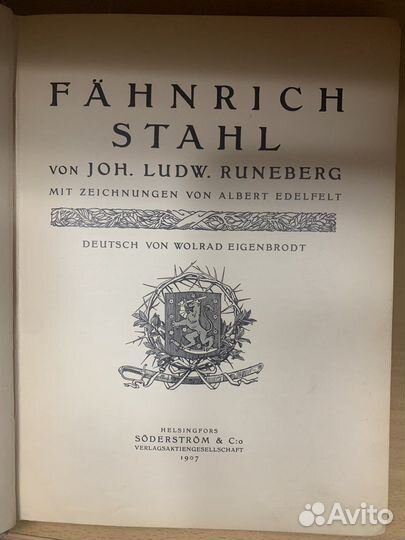 FÄHNRICH
STAHL
VON JOH. LUDW. RUNEBERG
MIT ZEICHNUNGEN VON ALBERT EDELFELT
DEUTSCH VON WOLRAD EIGENBRODT
HELSINGFORS
SÖDERSTRÖM & C:o
VERLAGSAKTIENGESELLSCHAFT
1907
Avito